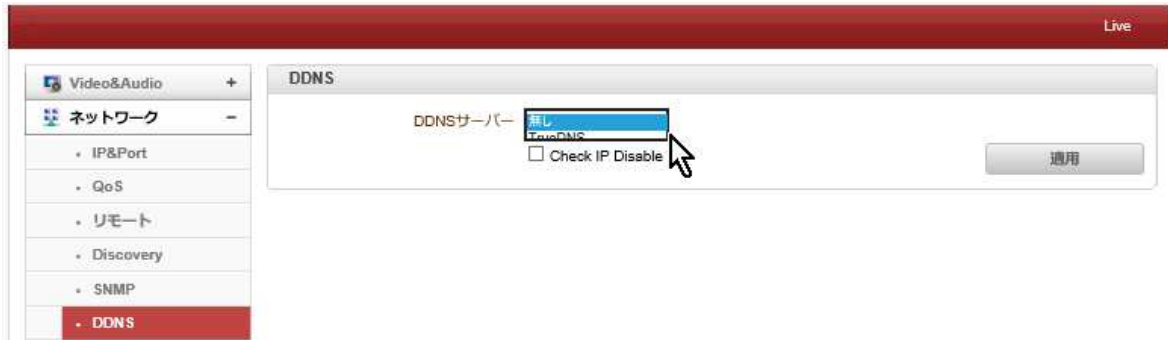 Live
Video&Audio +
ネットワーク -
IP&Port
QoS
リモート
Discovery
SNMP
DDNS
DDNS
DDNSサーバー 無し
TrueDNS
Check IP Disable
適用